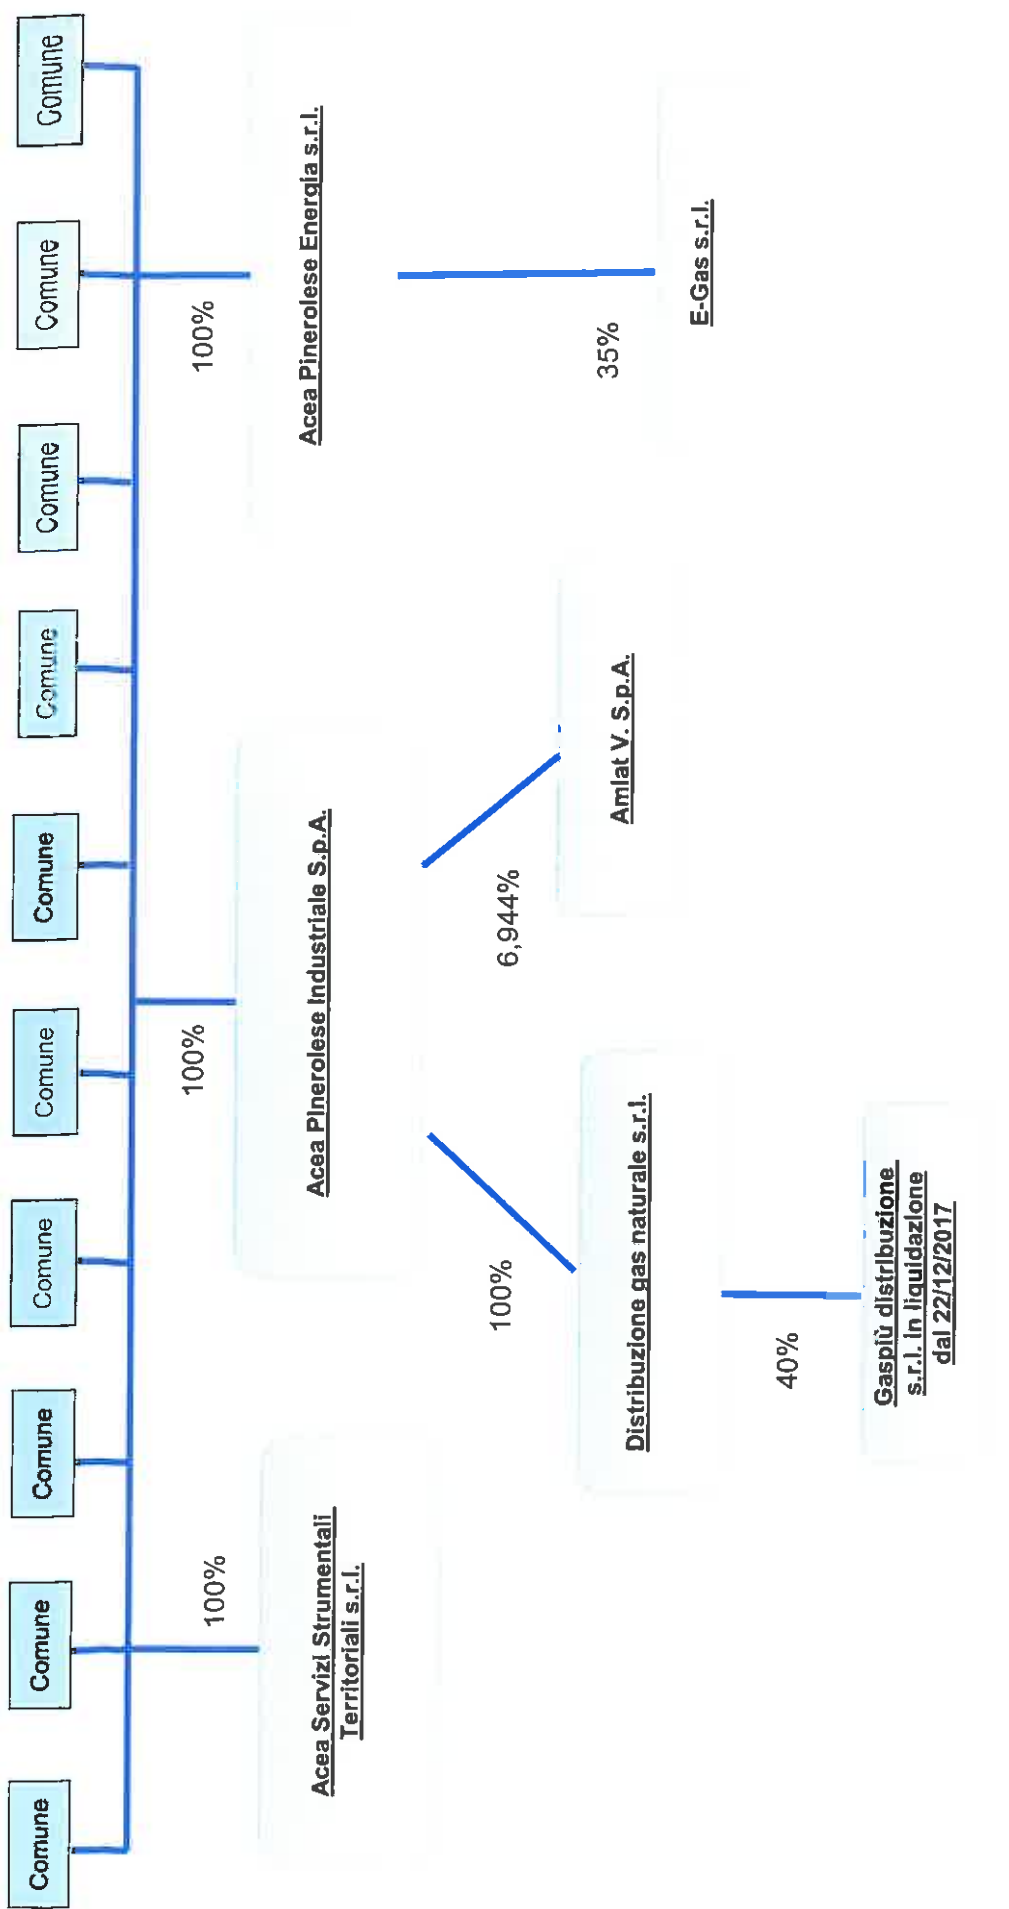 Comune
Comune
Comune
Comune
Comune
Comune
Comune
Comune
Comune
Comune
100%
100%
100%
Acea Servizi Strumentali
Territoriali s.r.l.
Acea Pinerolese Industriale S.p.A.
Acea Pinerolese Energia s.r.l.
100%
6,944%
35%
Distribuzione gas naturale s.r.l.
Amiat V. S.p.A.
E-Gas s.r.l.
40%
Gaspiù distribuzione
s.r.l. in liquidazione
dal 22/12/2017